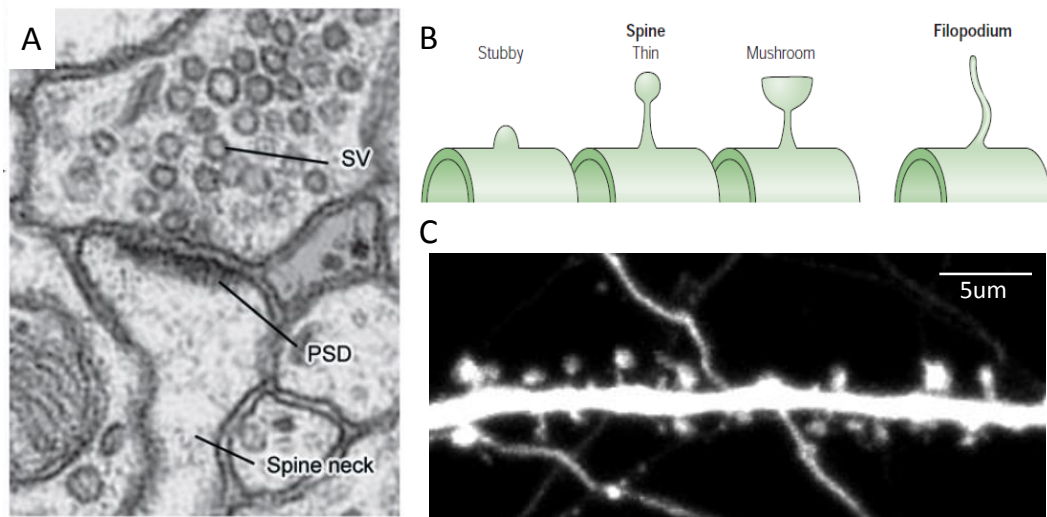 A
SV
PSD
Spine neck
B
Spine
Stubby
Thin
Mushroom
Filopodium
C
5um